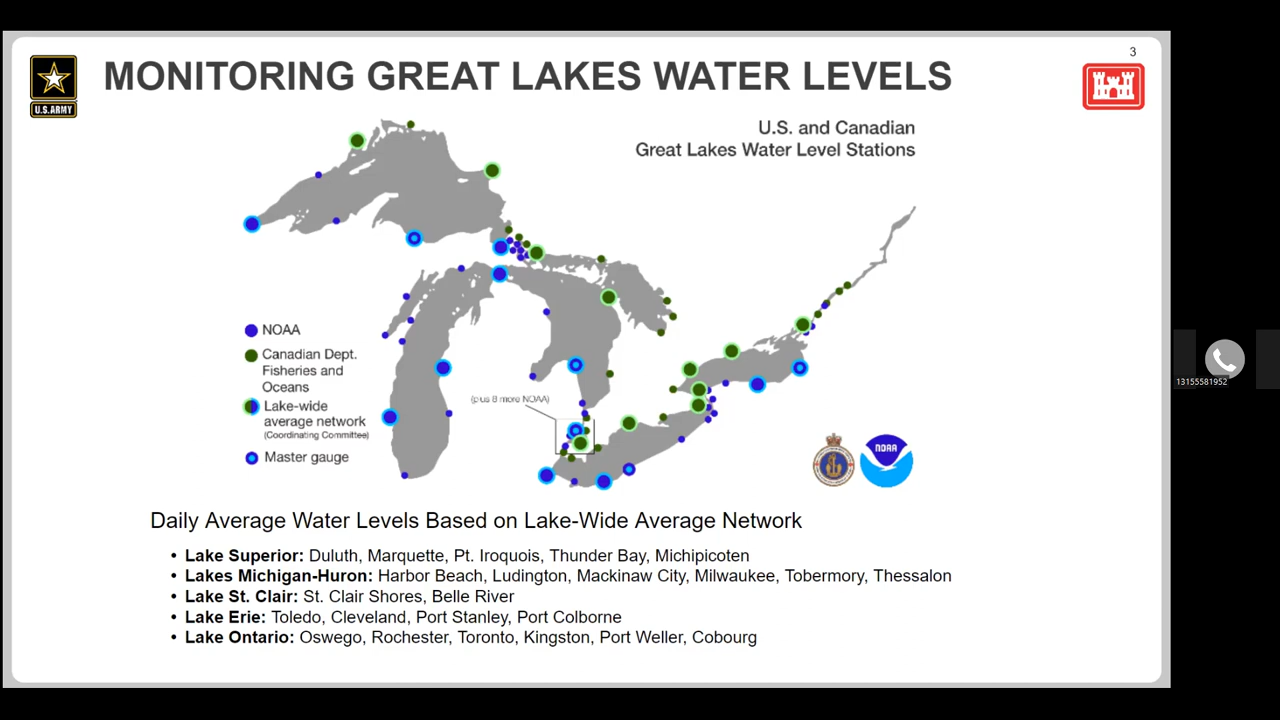 3
MONITORING GREAT LAKES WATER LEVELS
U.S. ARMY
U.S. and Canadian
Great Lakes Water Level Stations
NOAA
Canadian Dept.
Fisheries and
Oceans
Lake-wide
average network
(Coordinating Committee)
Master gauge
(plus 8 more NOAA)
NOAA
13155581952
Daily Average Water Levels Based on Lake-Wide Average Network
• Lake Superior: Duluth, Marquette, Pt. Iroquois, Thunder Bay, Michipicoten
• Lakes Michigan-Huron: Harbor Beach, Ludington, Mackinaw City, Milwaukee, Tobermory, Thessalon
• Lake St. Clair: St. Clair Shores, Belle River
• Lake Erie: Toledo, Cleveland, Port Stanley, Port Colborne
• Lake Ontario: Oswego, Rochester, Toronto, Kingston, Port Weller, Cobourg